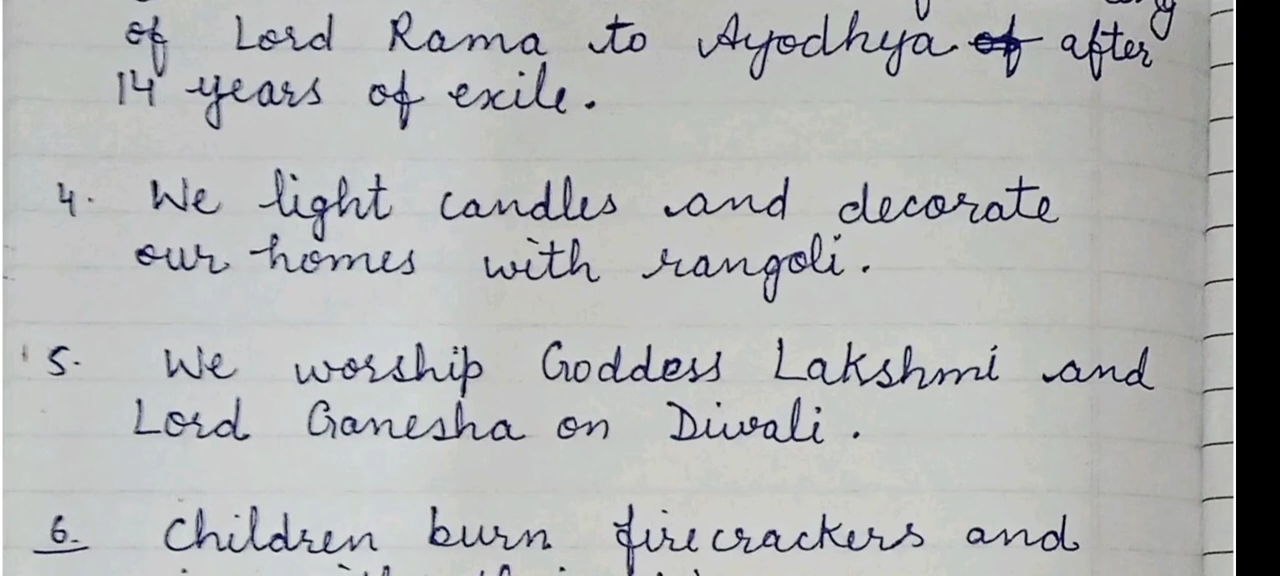 of Lord Rama to Ayodhya of after
14 years of exile.
4. We light candles and decorate
our homes with rangoli.
5. We worship Goddess Lakshmi and
Lord Ganesha on Diwali.
6. Children burn firecrackers and